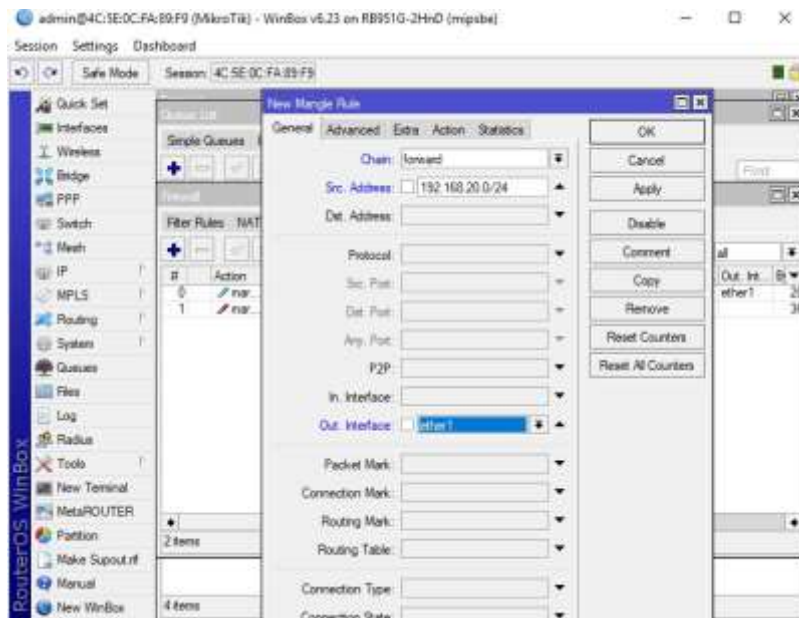 admin@4C:5E:0C:FA:89:F9 (MikroTik) - WinBox v6.23 on RB951G-2HnD (mipsbe)
Session Settings Dashboard
Safe Mode Session: 4C:5E:0C:FA:89:F9
Quick Set
Interfaces
Wireless
Bridge
PPP
Switch
Mesh
IP
MPLS
Routing
System
Queues
Files
Log
Radius
Tools
New Terminal
MetaROUTER
Partition
Make Supout.rif
Manual
New WinBox
RouterOS WinBox
Simple Queues
Find
Filter Rules NAT
all
# Action Out. Int...
0 mar... ether1
1 mar...
2 items
4 items
New Mangle Rule
General Advanced Extra Action Statistics
Chain: forward
Src. Address: 192.168.20.0/24
Dst. Address:
Protocol:
Src. Port:
Dst. Port:
Any. Port:
P2P:
In. Interface:
Out. Interface: ether1
Packet Mark:
Connection Mark:
Routing Mark:
Routing Table:
Connection Type:
Connection State:
OK
Cancel
Apply
Disable
Comment
Copy
Remove
Reset Counters
Reset All Counters